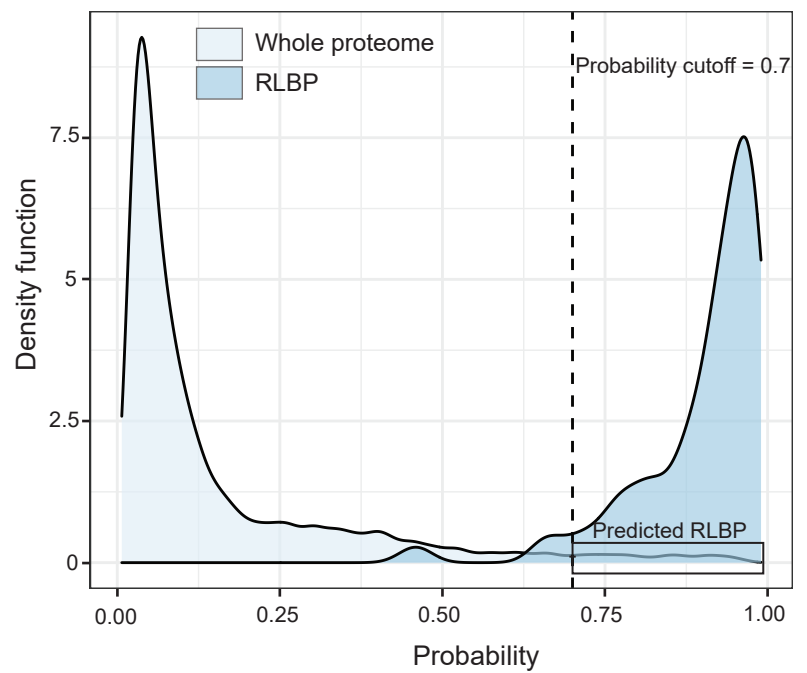 Whole proteome
RLBP
Probability cutoff = 0.7
7.5
5
2.5
0
Density function
Predicted RLBP
0.00
0.25
0.50
0.75
1.00
Probability